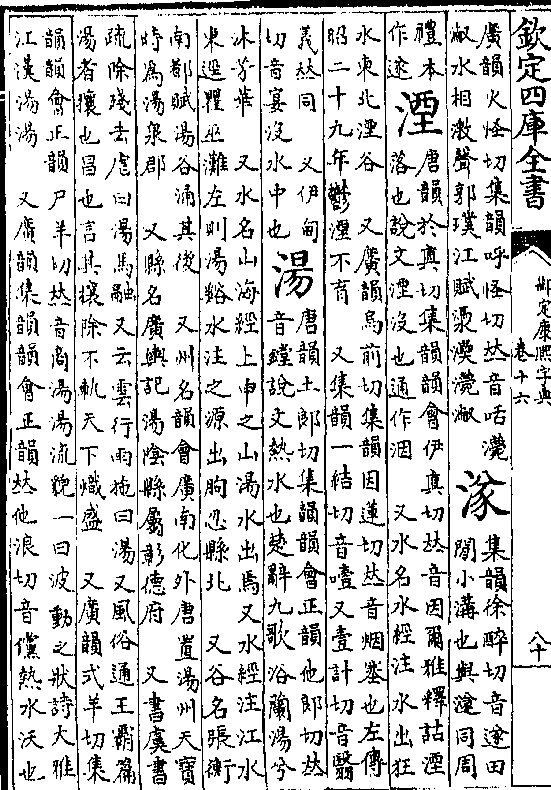 欽定四庫全書
御定康熙字典
卷十六
八十
廣韻火怪切集韻呼怪切𠀤音咶㶔
水相激聲郭璞江賦
㴚
集韻徐醉切音遂田
閒小溝也與遂同周
禮本
作遂
湮
唐韻於真切集韻韻會伊真切𠀤音因爾雅釋詁湮
落也說文湮沒也通作洇 又水名水經注水出狂
水東北湮谷 又廣韻烏前切集韻因蓮切𠀤音烟塞也左傳
昭二十九年鬱湮不育 又集韻一結切音噎又壹計切音翳
義𠀤同 又伊甸
切音宴沒水中也
湯
唐韻土郎切集韻韻會正韻他郎切𠀤
音鏜說文熱水也楚辭九歌浴蘭湯兮
沐芳華 又水名山海經上申之山湯水出焉又水經注江水
東逕瞿巫灘左則湯谿水注之源出朐忍縣北 又谷名張衡
南都賦湯谷涌其後 又州名韻會廣南化外唐置湯州天寶
時為湯泉郡 又縣名廣輿記湯陰縣屬彰德府 又書虞書
疏除殘去虐曰湯馬融又云雲行雨施曰湯又風俗通王霸篇
湯者攘也昌也言其攘除不軌天下熾盛 又廣韻式羊切集
韻韻會正韻尸羊切𠀤音商湯湯流貌一曰波動之狀詩大雅
江漢湯湯 又廣韻集韻韻會正韻𠀤他浪切音儻熱水沃也